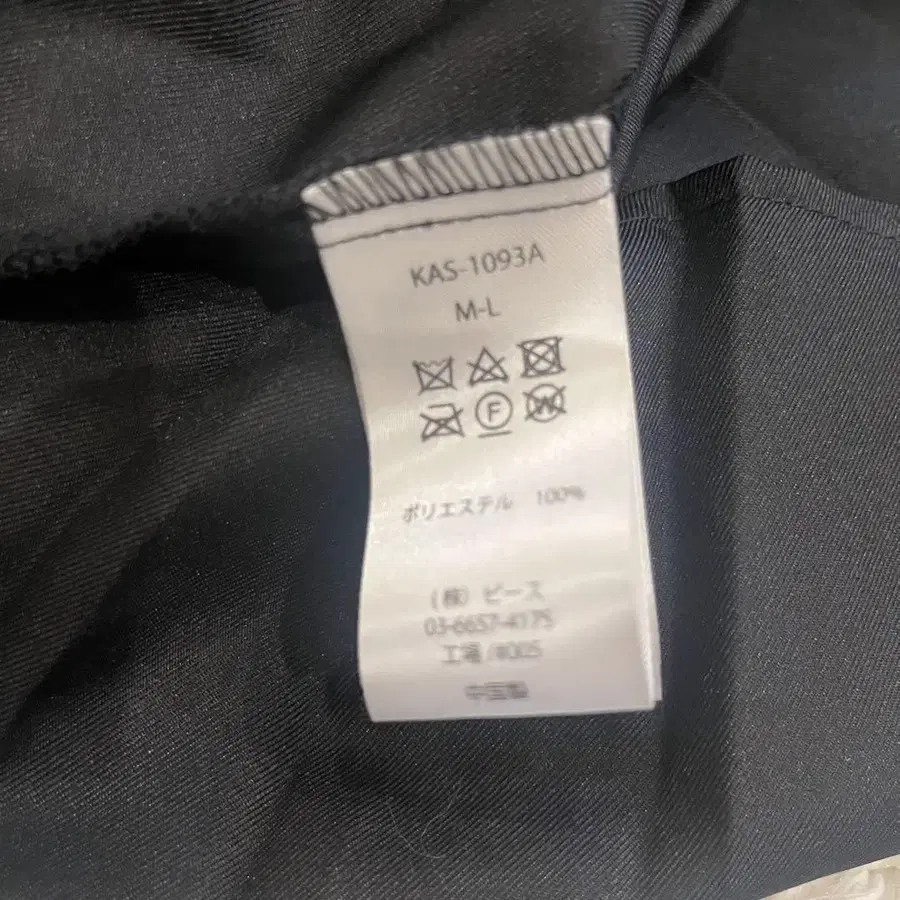 KAS-1093A
M-L
F
W
ポリエステル 100%
(株) ピース
03-6657-4175
工場/#005
中国製